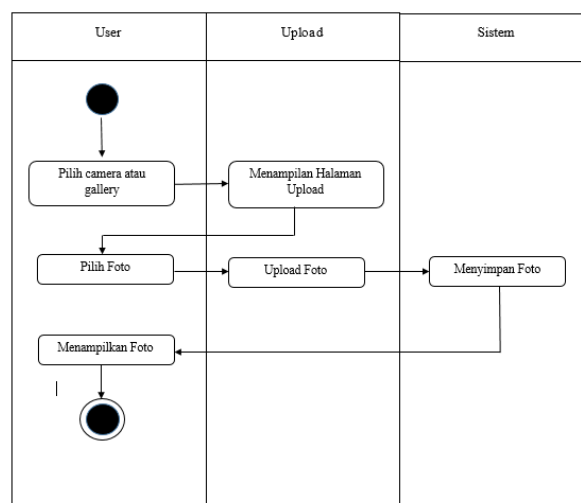 User
Upload
Sistem
Pilih camera atau
gallery
Menampilan Halaman
Upload
Pilih Foto
Upload Foto
Menyimpan Foto
Menampilkan Foto